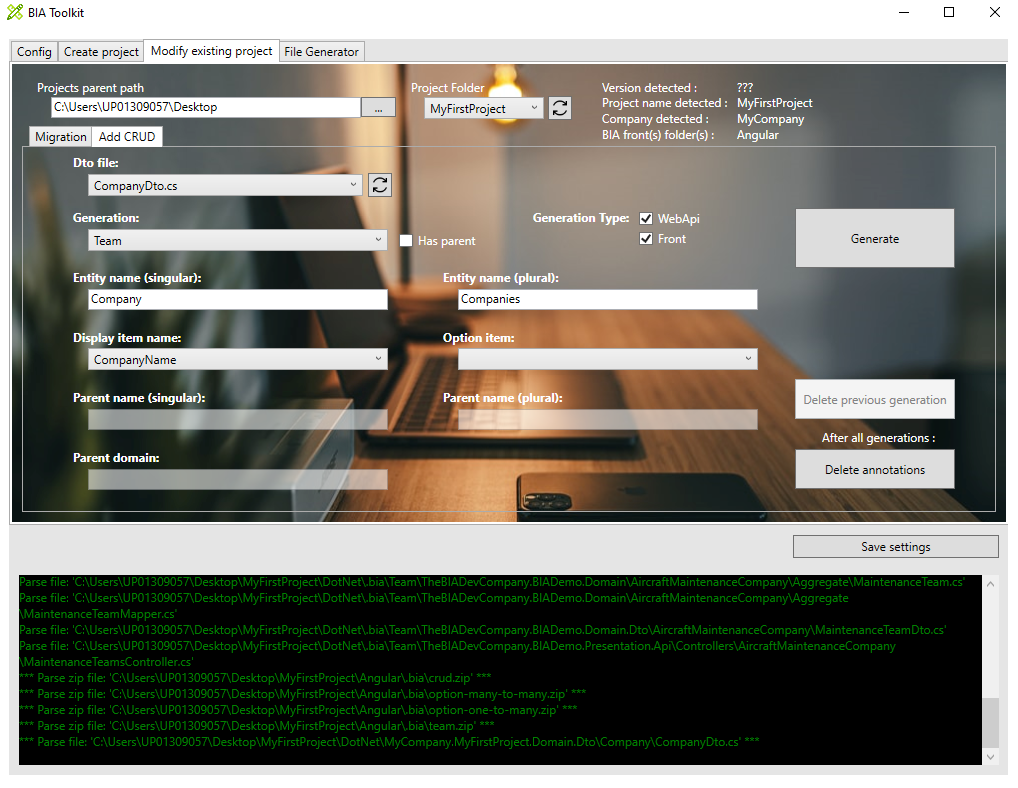 BIA Toolkit
Config Create project Modify existing project File Generator
Projects parent path
C:\Users\UP01309057\Desktop ...
Project Folder
MyFirstProject
Version detected : ???
Project name detected : MyFirstProject
Company detected : MyCompany
BIA front(s) folder(s) : Angular
Migration Add CRUD
Dto file:
CompanyDto.cs
Generation:
Team
Has parent
Generation Type: WebApi
Front
Generate
Entity name (singular):
Company
Entity name (plural):
Companies
Display item name:
CompanyName
Option item:
Parent name (singular):
Parent name (plural):
Delete previous generation
After all generations :
Parent domain:
Delete annotations
Save settings
Parse file: 'C:\Users\UP01309057\Desktop\MyFirstProject\DotNet\.bia\Team\TheBIADevCompany.BIADemo.Domain\AircraftMaintenanceCompany\Aggregate\MaintenanceTeam.cs'
Parse file: 'C:\Users\UP01309057\Desktop\MyFirstProject\DotNet\.bia\Team\TheBIADevCompany.BIADemo.Domain\AircraftMaintenanceCompany\Aggregate
\MaintenanceTeamMapper.cs'
Parse file: 'C:\Users\UP01309057\Desktop\MyFirstProject\DotNet\.bia\Team\TheBIADevCompany.BIADemo.Domain.Dto\AircraftMaintenanceCompany\MaintenanceTeamDto.cs'
Parse file: 'C:\Users\UP01309057\Desktop\MyFirstProject\DotNet\.bia\Team\TheBIADevCompany.BIADemo.Presentation.Api\Controllers\AircraftMaintenanceCompany
\MaintenanceTeamsController.cs'
*** Parse zip file: 'C:\Users\UP01309057\Desktop\MyFirstProject\Angular\.bia\crud.zip' ***
*** Parse zip file: 'C:\Users\UP01309057\Desktop\MyFirstProject\Angular\.bia\option-many-to-many.zip' ***
*** Parse zip file: 'C:\Users\UP01309057\Desktop\MyFirstProject\Angular\.bia\option-one-to-many.zip' ***
*** Parse zip file: 'C:\Users\UP01309057\Desktop\MyFirstProject\Angular\.bia\team.zip' ***
*** Parse file: 'C:\Users\UP01309057\Desktop\MyFirstProject\DotNet\MyCompany.MyFirstProject.Domain.Dto\Company\CompanyDto.cs' ***